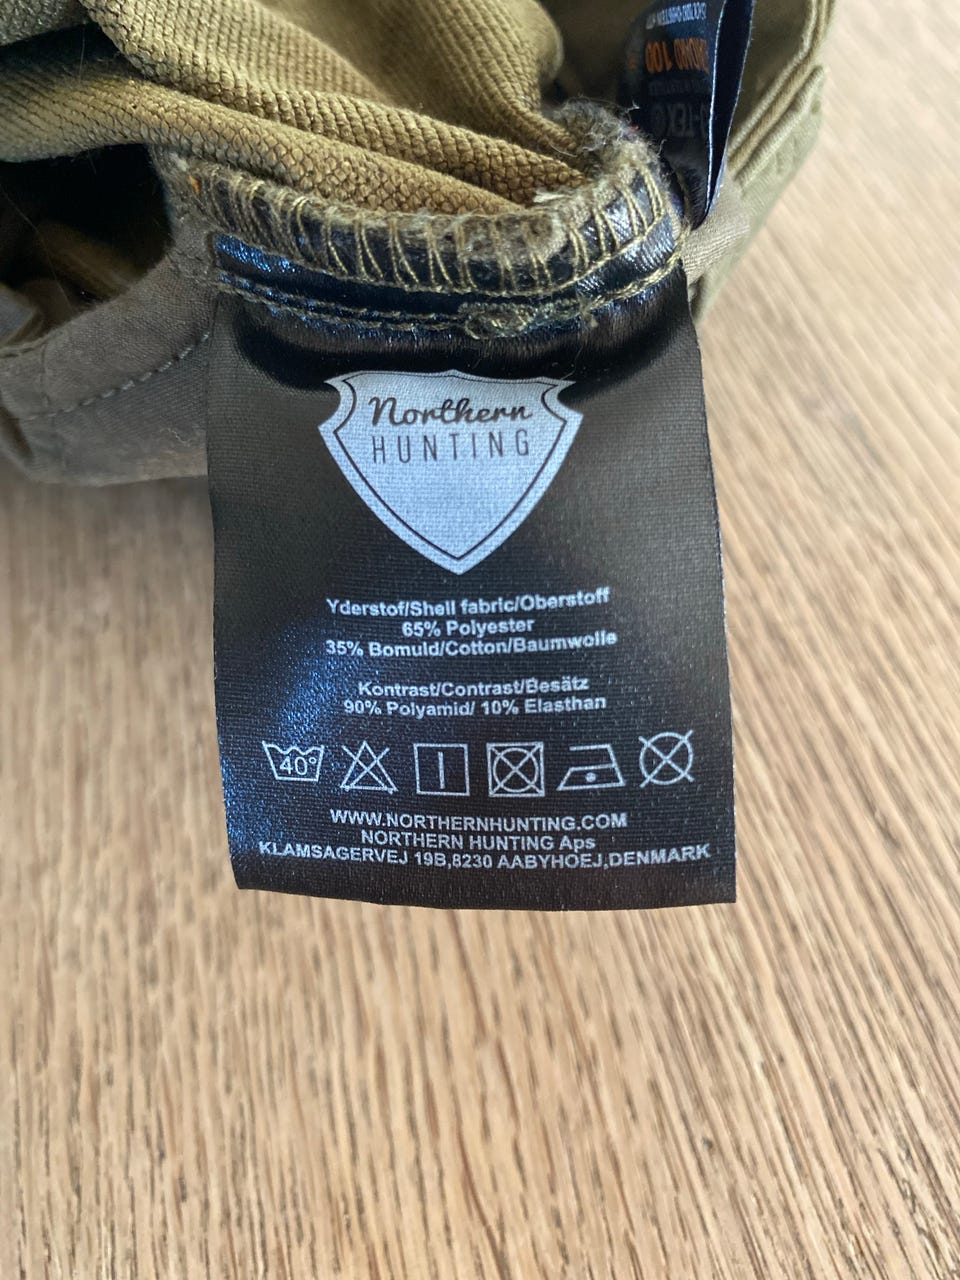 Northern
HUNTING
Yderstof/Shell fabric/Oberstoff
65% Polyester
35% Bomuld/Cotton/Baumwolle
Kontrast/Contrast/Besätz
90% Polyamid/ 10% Elasthan
40°
WWW.NORTHERNHUNTING.COM
NORTHERN HUNTING Aps
KLAMSAGERVEJ 19B,8230 AABYHOEJ,DENMARK
100